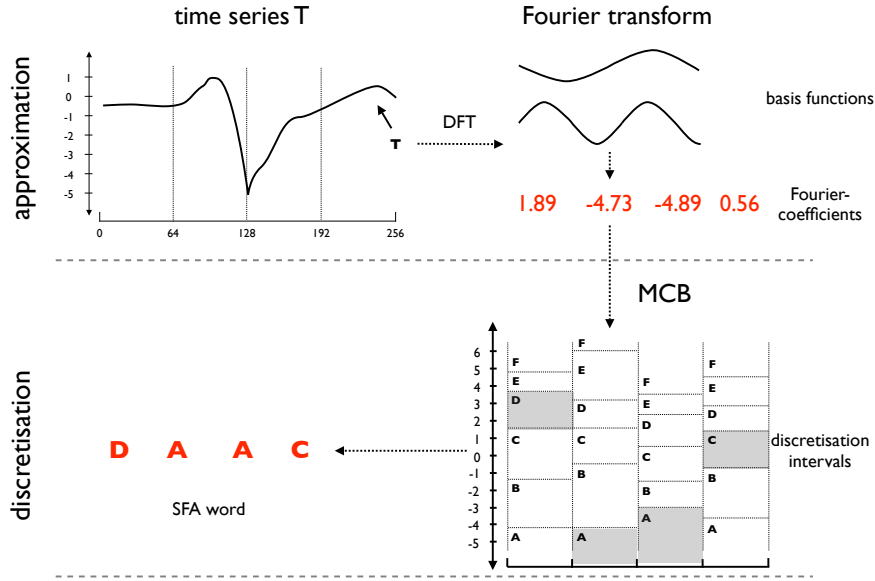 time series T
Fourier transform
approximation
1
0
-1
-2
-3
-4
-5
0 64 128 192 256
T
DFT
basis functions
1.89 -4.73 -4.89 0.56
Fourier-
coefficients
MCB
discretisation
D A A C
SFA word
6
5
4
3
2
1
0
-1
-2
-3
-4
-5
F
E
D
C
B
A
F
E
D
C
B
A
F
E
D
C
B
A
F
E
D
C
B
A
discretisation
intervals